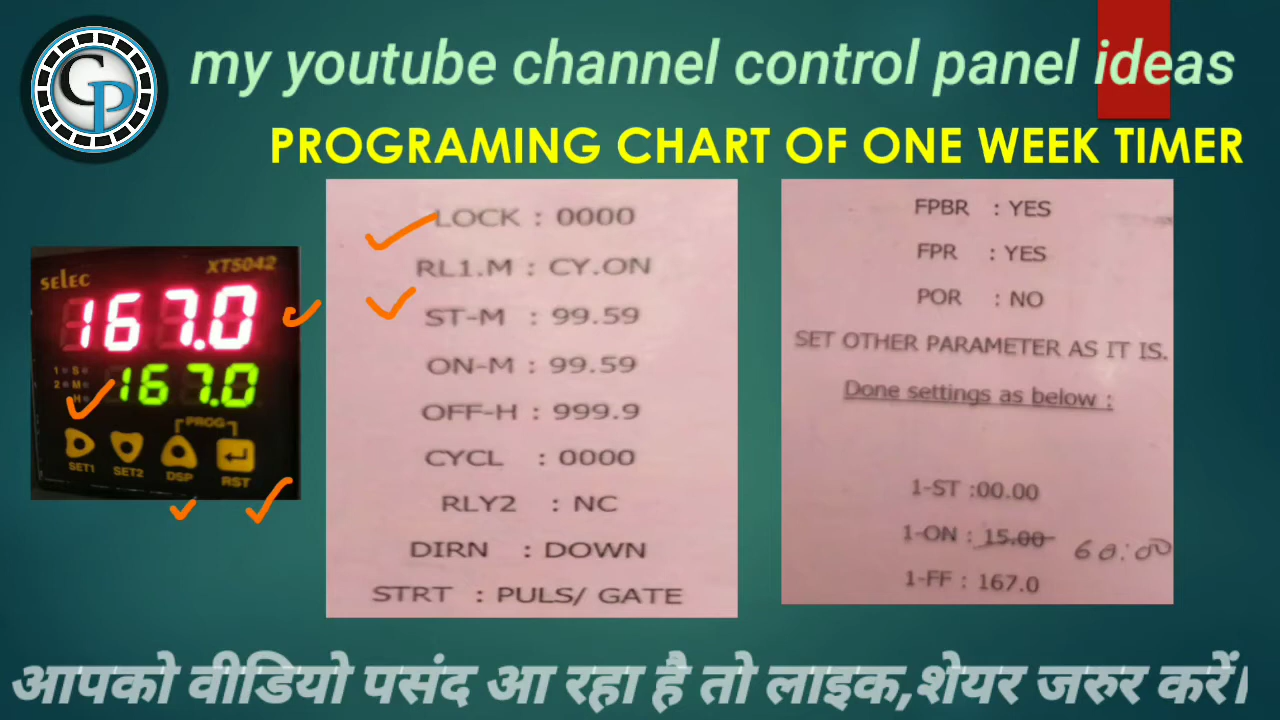 CP
my youtube channel control panel ideas
PROGRAMING CHART OF ONE WEEK TIMER
selec XT5042
167.0
167.0
1 S
2 M
H
PROG
SET1 SET2 DSP RST
LOCK : 0000
RL1.M : CY.ON
ST-M : 99.59
ON-M : 99.59
OFF-H : 999.9
CYCL : 0000
RLY2 : NC
DIRN : DOWN
STRT : PULS/ GATE
FPBR : YES
FPR : YES
POR : NO
SET OTHER PARAMETER AS IT IS.
Done settings as below :
1-ST :00.00
1-ON : 15.00 60:00
1-FF : 167.0
आपको वीडियो पसंद आ रहा है तो लाइक,शेयर जरुर करें।